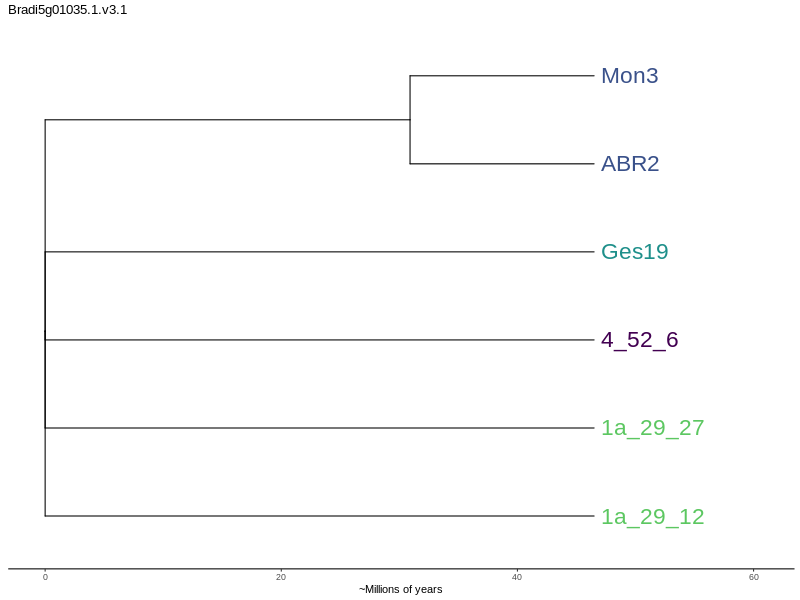 Bradi5g01035.1.v3.1
Mon3
ABR2
Ges19
4_52_6
1a_29_27
1a_29_12
0 20 40 60
~Millions of years